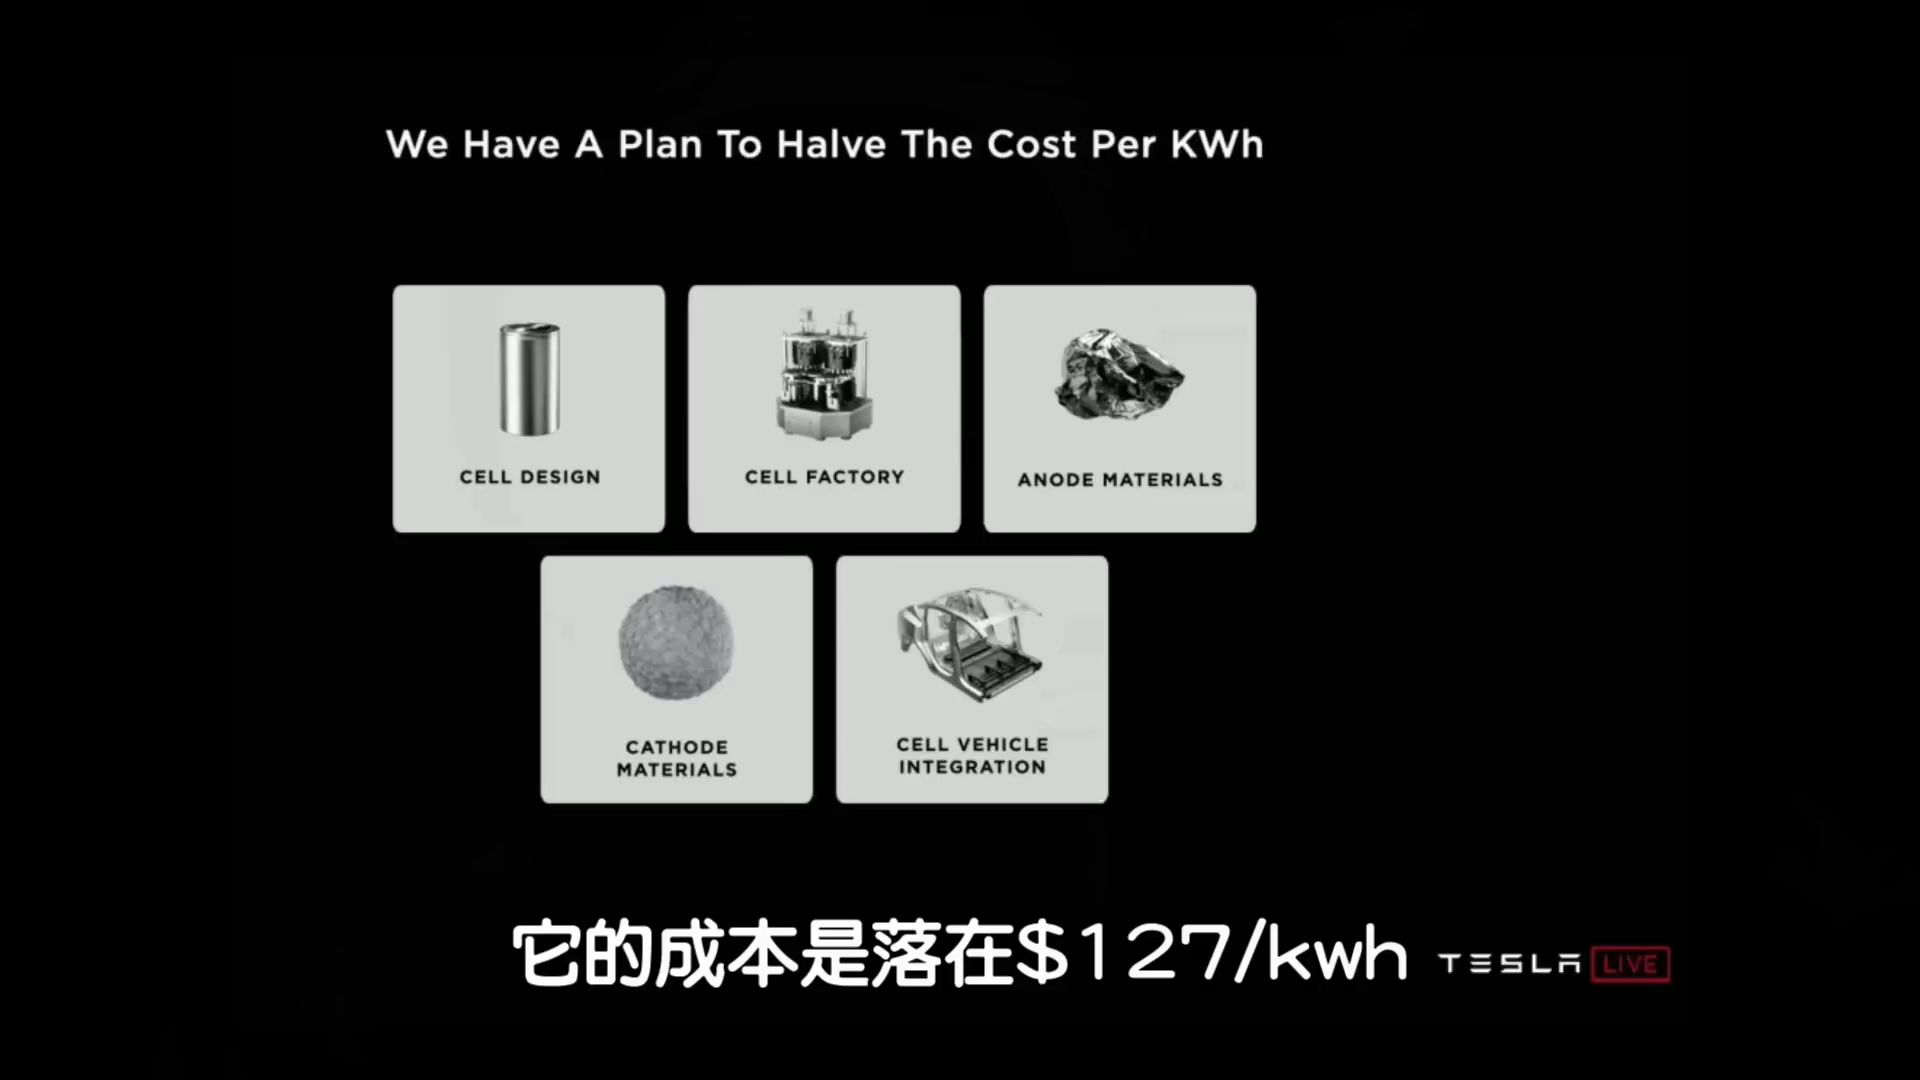 We Have A Plan To Halve The Cost Per KWh
CELL DESIGN
CELL FACTORY
ANODE MATERIALS
CATHODE
MATERIALS
CELL VEHICLE
INTEGRATION
它的成本是落在$127/kwh
TESLA LIVE